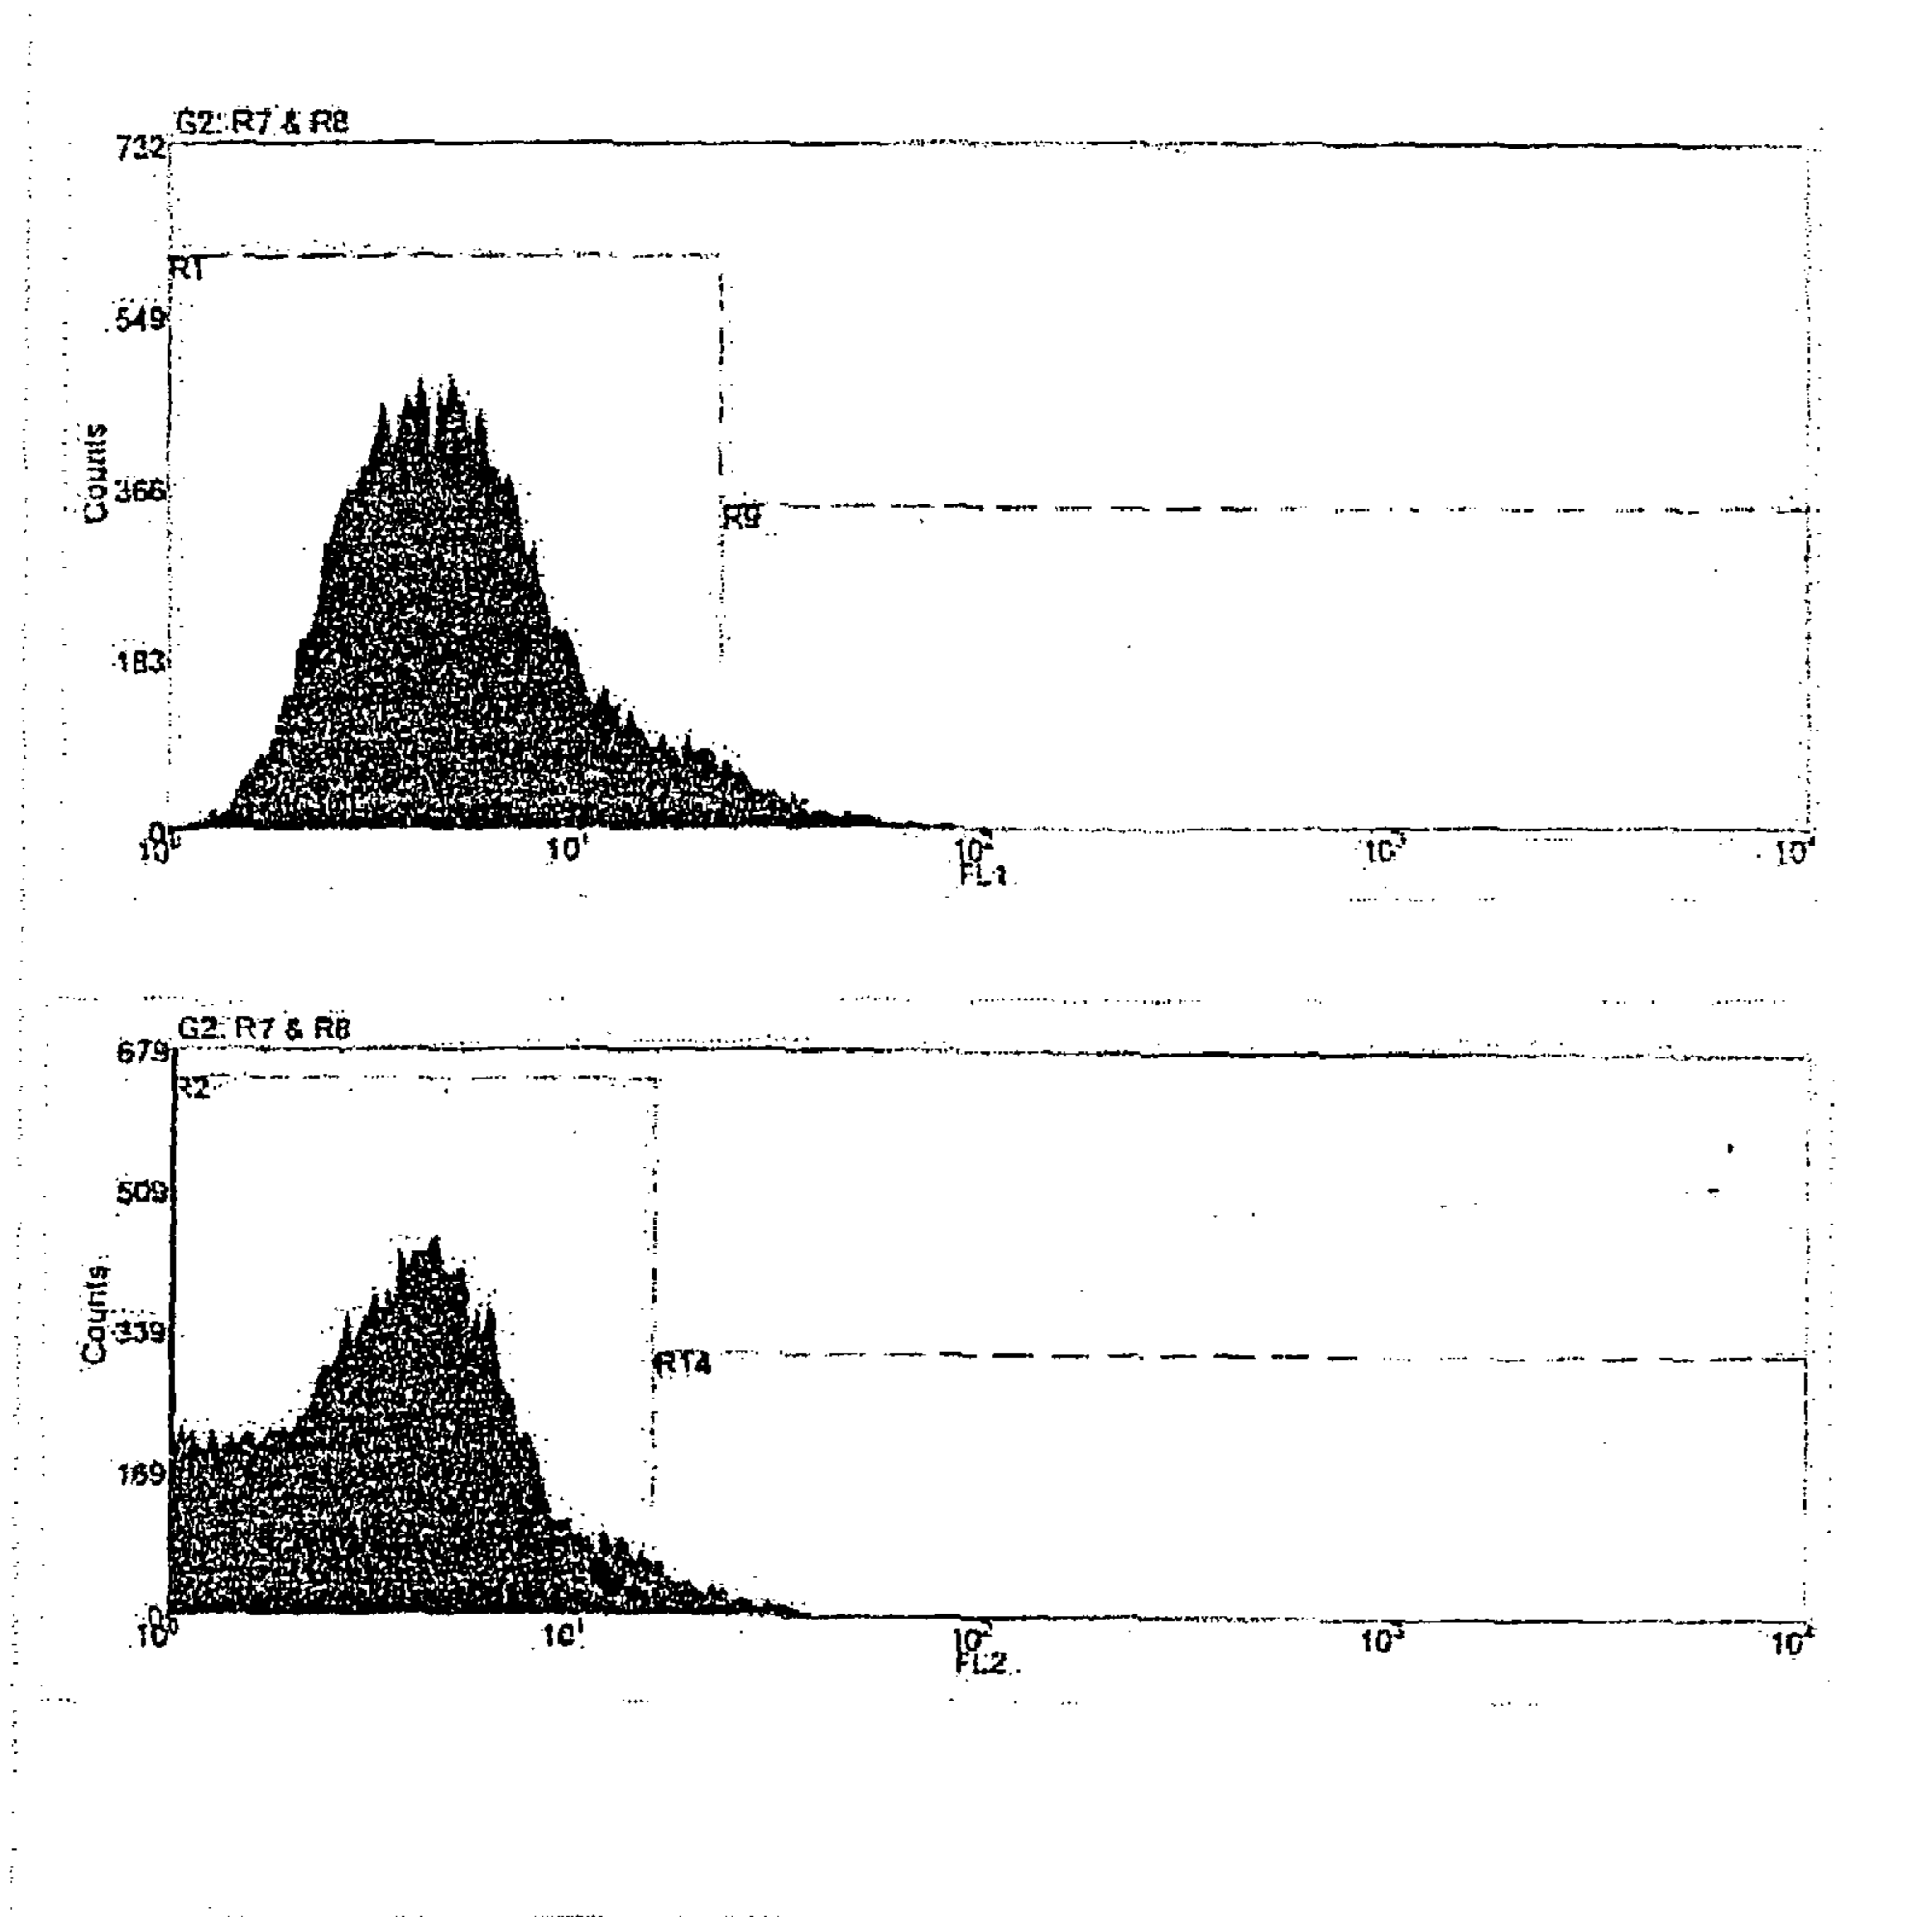 G2: R7 & R8
732
R1
549
Counts
366
R9
183
0
10⁰ 10¹ 10² 10³ 10⁴
FL1
G2: R7 & R8
679
R2
509
Counts
339
R14
169
0
10⁰ 10¹ 10² 10³ 10⁴
FL2